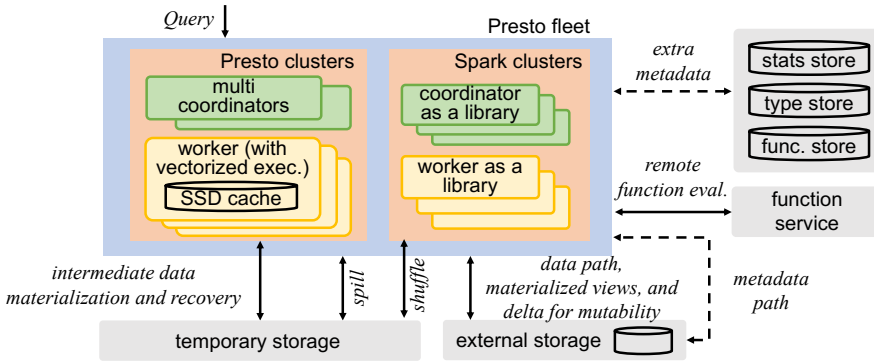 Query
Presto fleet
Presto clusters
multi
coordinators
worker (with
vectorized exec.)
SSD cache
Spark clusters
coordinator
as a library
worker as a
library
extra
metadata
stats store
type store
func. store
remote
function eval.
function
service
intermediate data
materialization and recovery
spill
shuffle
data path,
materialized views, and
delta for mutability
metadata
path
temporary storage
external storage